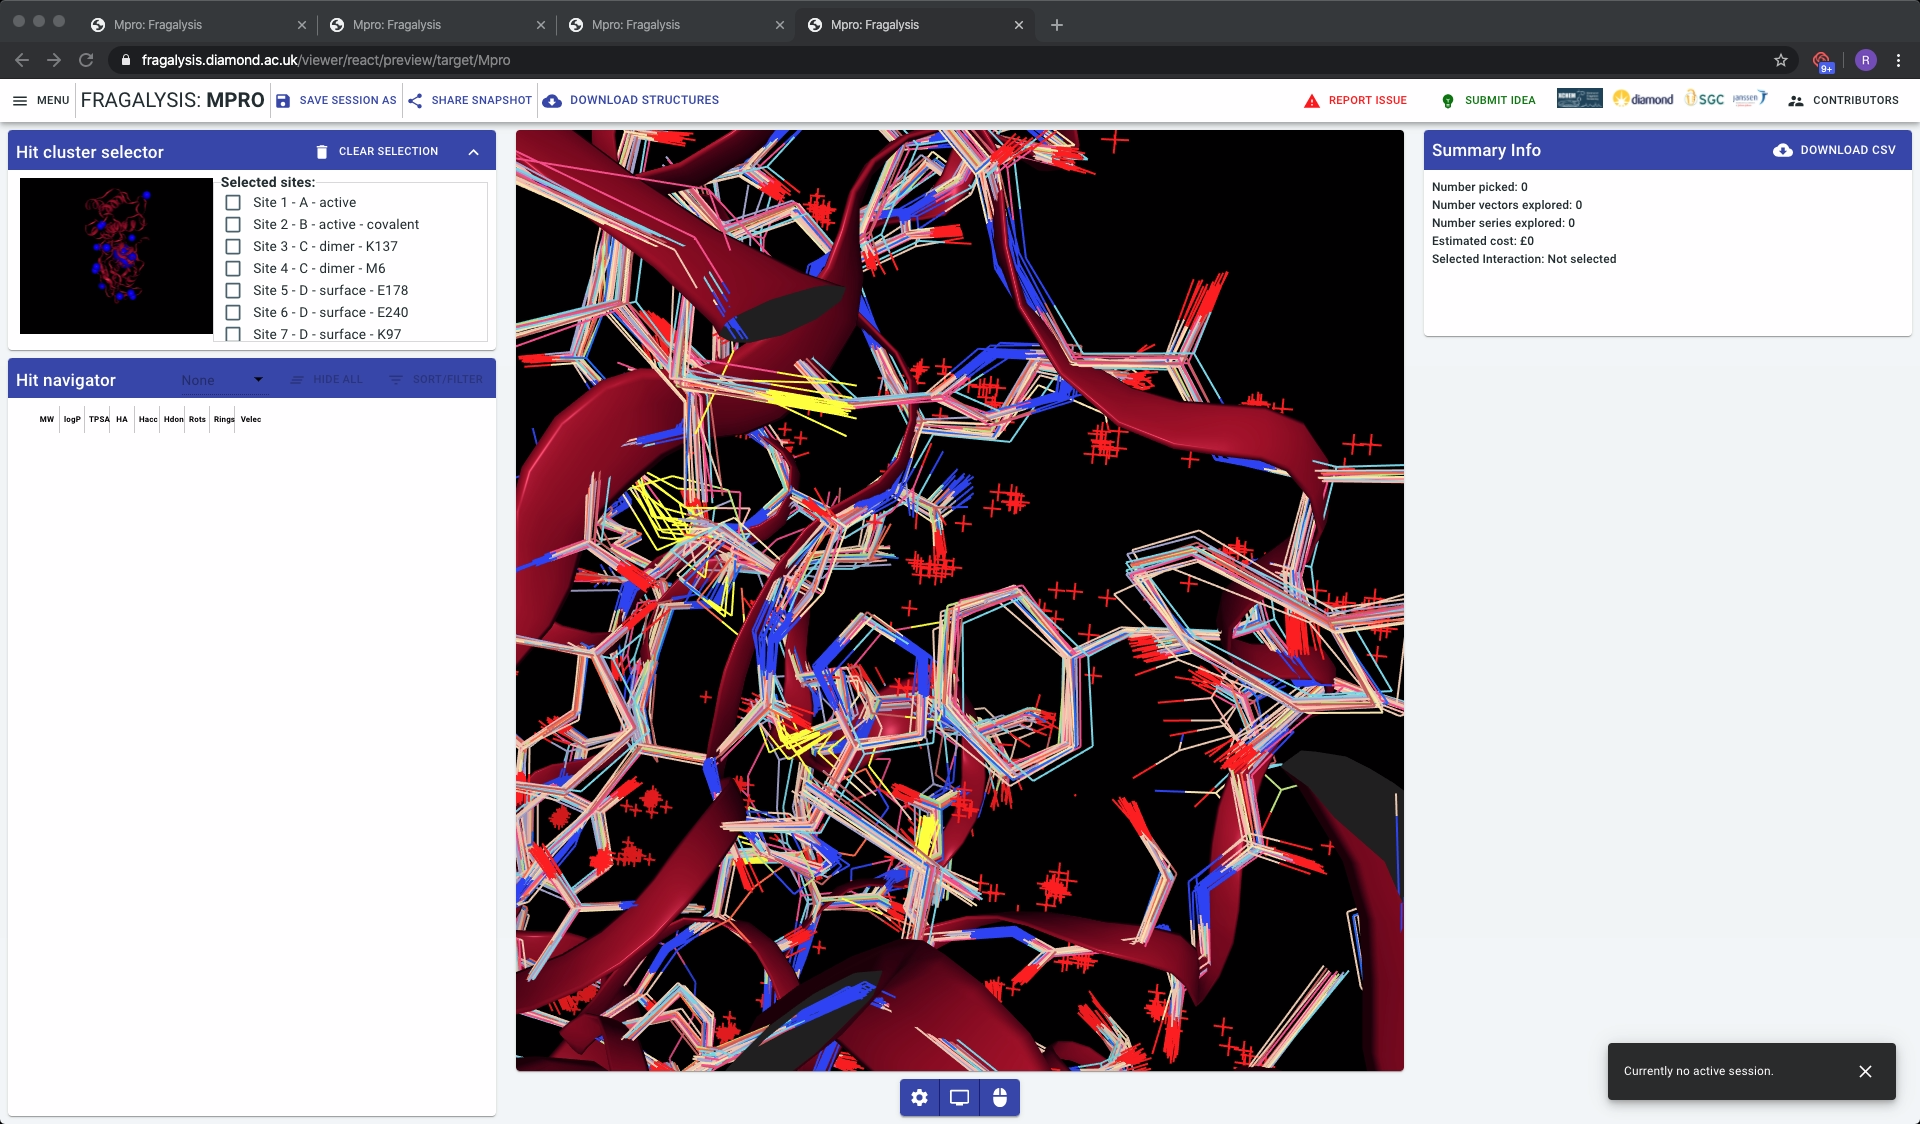 Mpro: Fragalysis
Mpro: Fragalysis
Mpro: Fragalysis
Mpro: Fragalysis
fragalysis.diamond.ac.uk/viewer/react/preview/target/Mpro
9+
R
MENU
FRAGALYSIS: MPRO
SAVE SESSION AS
SHARE SNAPSHOT
DOWNLOAD STRUCTURES
REPORT ISSUE
SUBMIT IDEA
diamond
SGC
janssen
CONTRIBUTORS
Hit cluster selector
CLEAR SELECTION
Selected sites:
Site 1 - A - active
Site 2 - B - active - covalent
Site 3 - C - dimer - K137
Site 4 - C - dimer - M6
Site 5 - D - surface - E178
Site 6 - D - surface - E240
Site 7 - D - surface - K97
Hit navigator
None
HIDE ALL
SORT/FILTER
MW logP TPSA HA Hacc Hdon Rots Rings Velec
Summary Info
DOWNLOAD CSV
Number picked: 0
Number vectors explored: 0
Number series explored: 0
Estimated cost: £0
Selected Interaction: Not selected
Currently no active session.